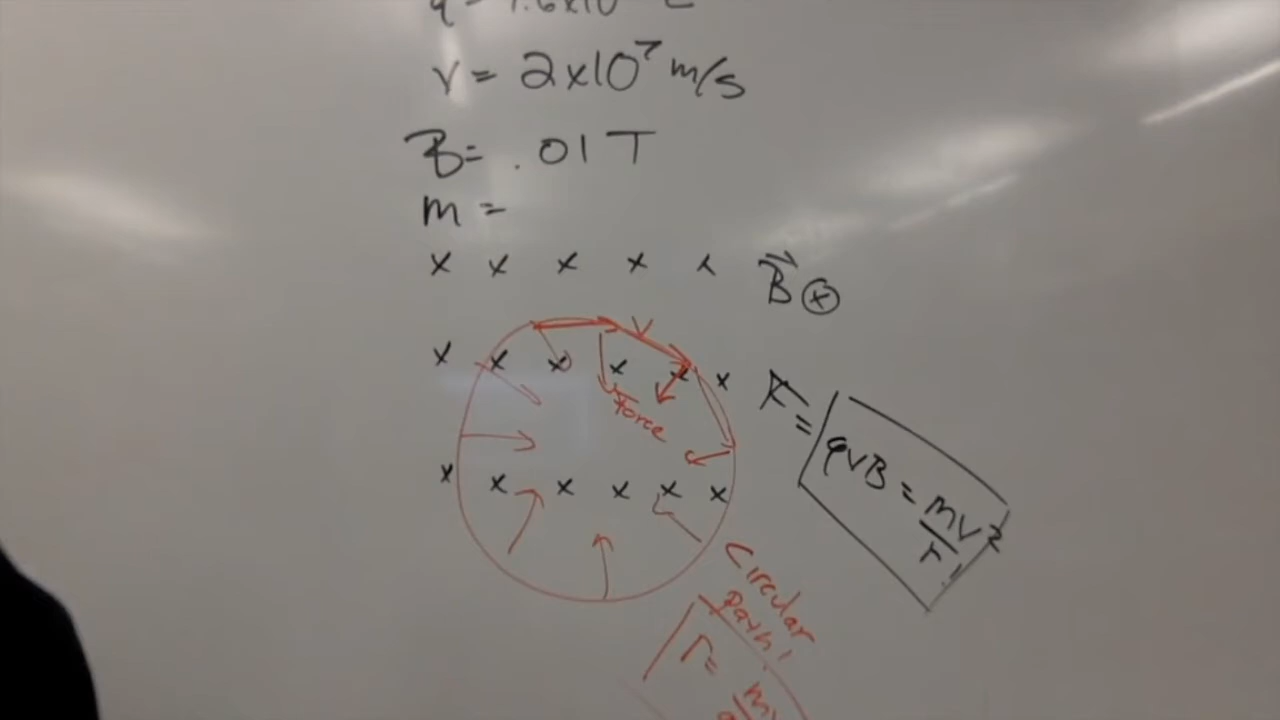 v = 2x10⁷ m/s
B = .01 T
m =
x x x x x B⃗ ⊗
v
x x x x x x
Force
F = qvB = mv²/r
x x x x x x
Circular
path!
r =